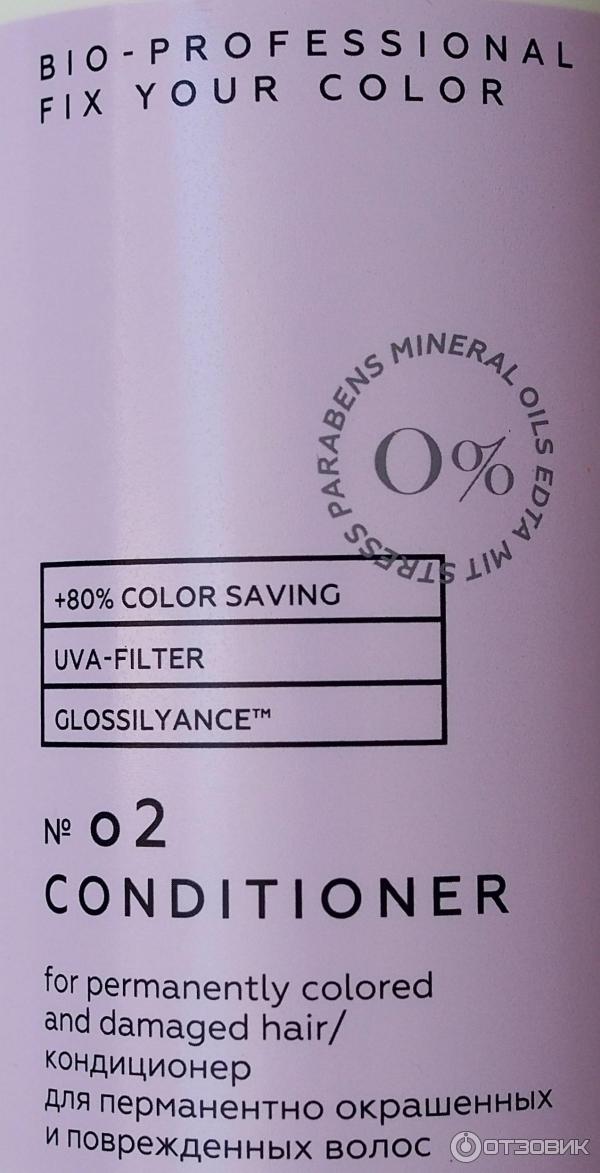 BIO-PROFESSIONAL
FIX YOUR COLOR
PARABENS MINERAL OILS EDTA MIT STRESS
0%
+80% COLOR SAVING
UVA-FILTER
GLOSSILYANCE™
№ o2
CONDITIONER
for permanently colored
and damaged hair/
кондиционер
для перманентно окрашенных
и поврежденных волос
ОТЗОВИК